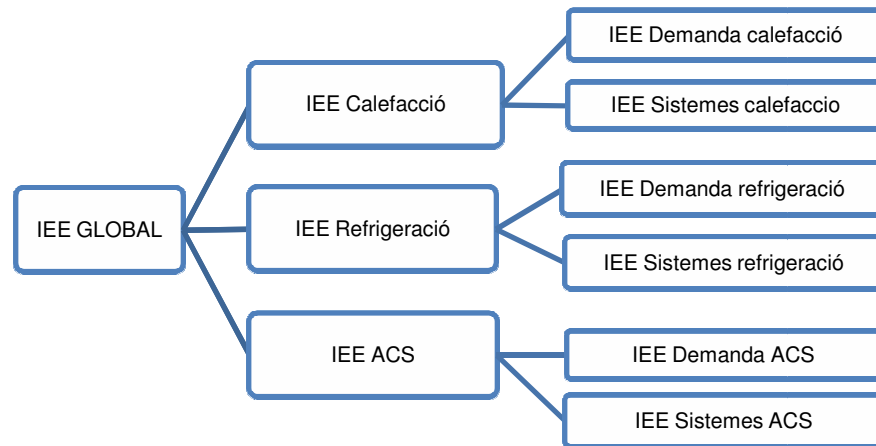 IEE Demanda calefacció
IEE Calefacció
IEE Sistemes calefaccio
IEE Demanda refrigeració
IEE GLOBAL
IEE Refrigeració
IEE Sistemes refrigeració
IEE ACS
IEE Demanda ACS
IEE Sistemes ACS